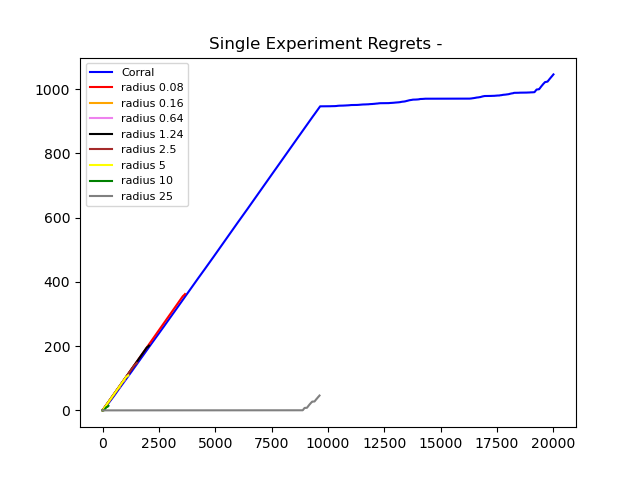 Single Experiment Regrets -
1000
800
600
400
200
0
Corral
radius 0.08
radius 0.16
radius 0.64
radius 1.24
radius 2.5
radius 5
radius 10
radius 25
0 2500 5000 7500 10000 12500 15000 17500 20000